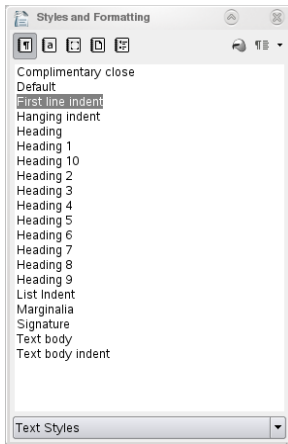 Styles and Formatting
Complimentary close
Default
First line indent
Hanging indent
Heading
Heading 1
Heading 10
Heading 2
Heading 3
Heading 4
Heading 5
Heading 6
Heading 7
Heading 8
Heading 9
List Indent
Marginalia
Signature
Text body
Text body indent
Text Styles